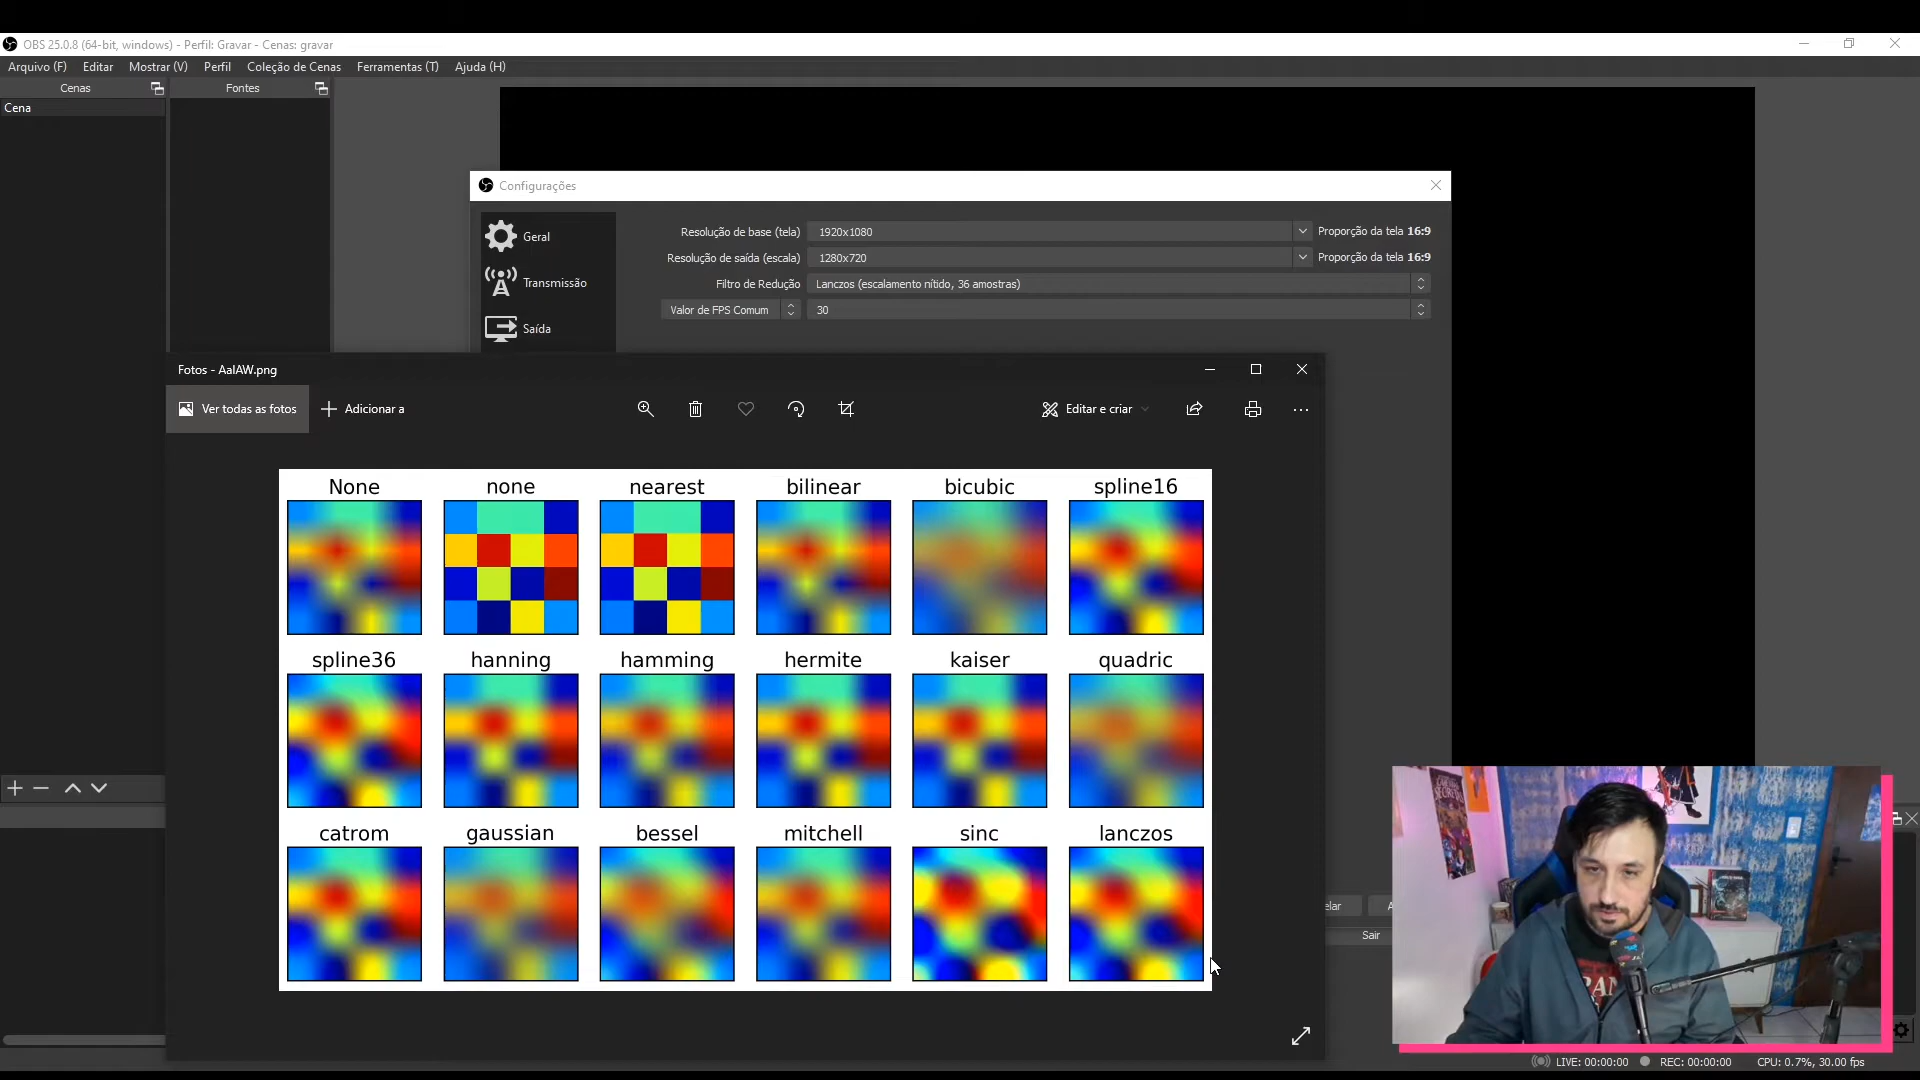 OBS 25.0.8 (64-bit, windows) - Perfil: Gravar - Cenas: gravar
Arquivo (F) Editar Mostrar (V) Perfil Coleção de Cenas Ferramentas (T) Ajuda (H)
Cenas Fontes
Cena
Configurações
Geral
Transmissão
Saída
Resolução de base (tela) 1920x1080 Proporção da tela 16:9
Resolução de saída (escala) 1280x720 Proporção da tela 16:9
Filtro de Redução Lanczos (escalamento nítido, 36 amostras)
Valor de FPS Comum 30
Fotos - AalAW.png
Ver todas as fotos Adicionar a Editar e criar
None none nearest bilinear bicubic spline16
spline36 hanning hamming hermite kaiser quadric
catrom gaussian bessel mitchell sinc lanczos
elar A
Sair
LIVE: 00:00:00 REC: 00:00:00 CPU: 0.7%, 30.00 fps